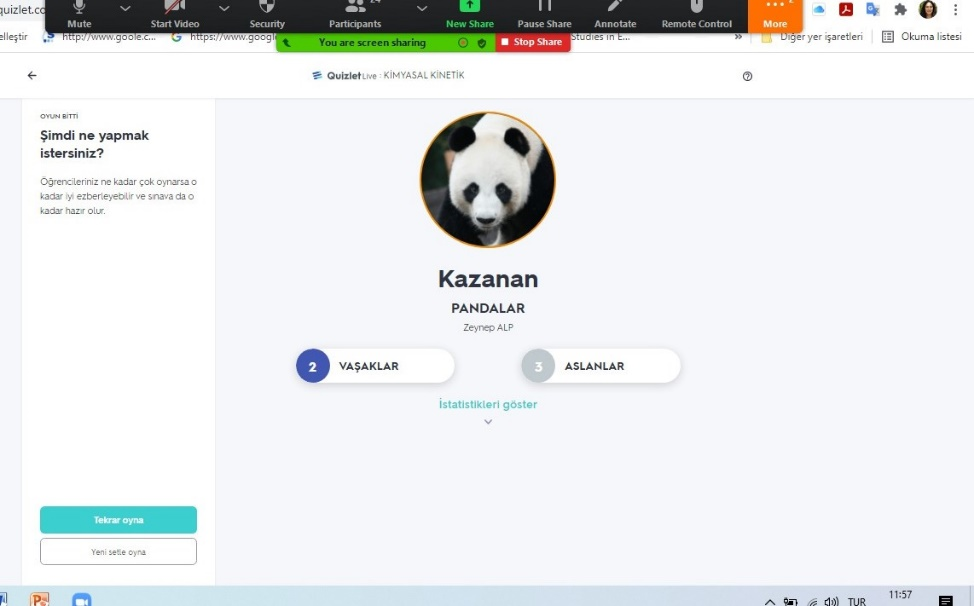 quizlet.co
Mute
Start Video
Security
Participants
New Share
Pause Share
Annotate
Remote Control
More
You are screen sharing
Stop Share
elleştir
http://www.goole.c...
https://www.googl
Studies in E...
»
Diğer yer işaretleri
Okuma listesi
Quizlet Live : KİMYASAL KİNETİK
OYUN BİTTİ
Şimdi ne yapmak
istersiniz?
Öğrencileriniz ne kadar çok oynarsa o
kadar iyi ezberleyebilir ve sınava da o
kadar hazır olur.
Kazanan
PANDALAR
Zeynep ALP
2 VAŞAKLAR
3 ASLANLAR
İstatistikleri göster
Tekrar oyna
Yeni setle oyna
TUR
11:57